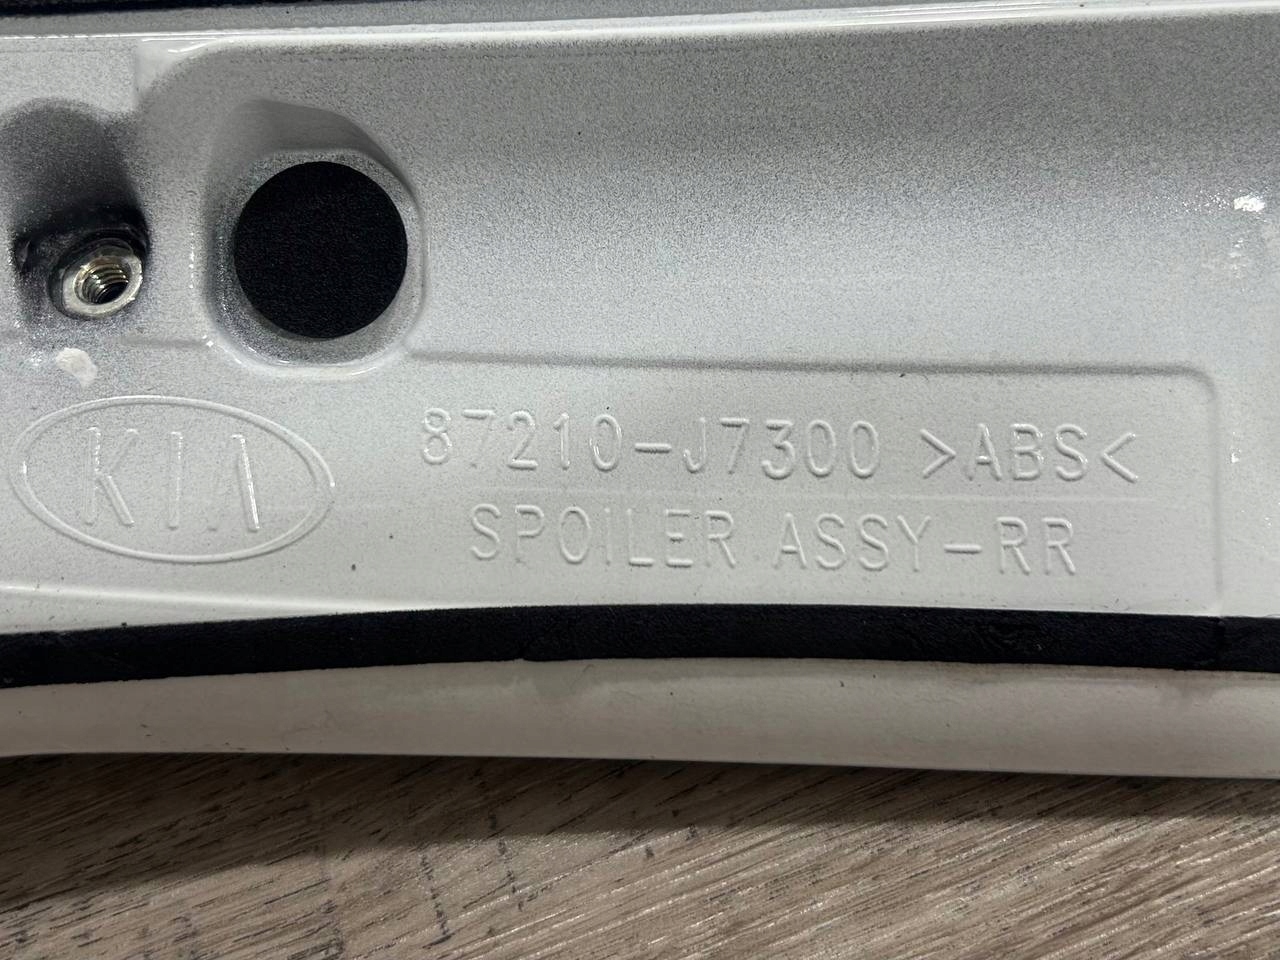 KIA
87210-J7300 >ABS<
SPOILER ASSY-RR